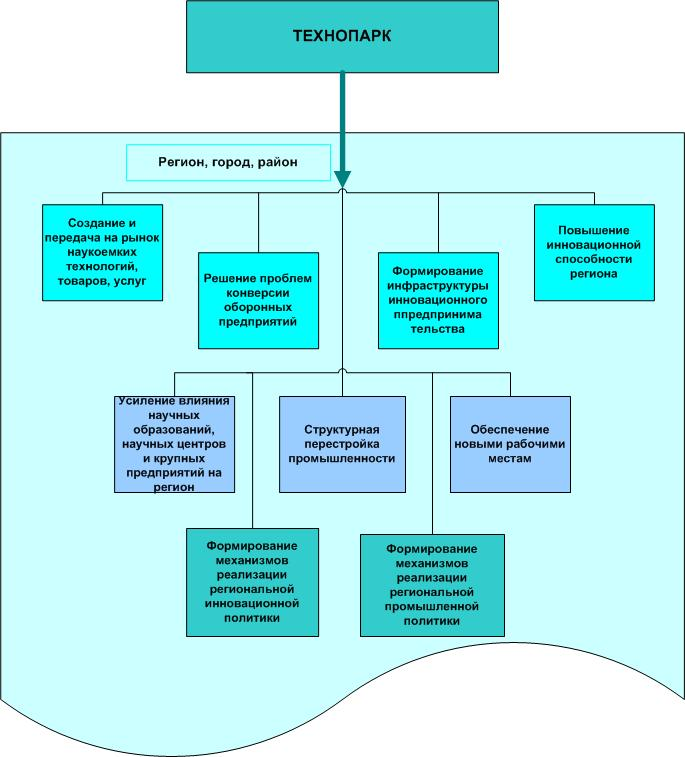 ТЕХНОПАРК
Регион, город, район
Создание и
передача на рынок
наукоемких
технологий,
товаров, услуг
Решение проблем
конверсии
оборонных
предприятий
Формирование
инфраструктуры
инновационного
ппредпринима
тельства
Повышение
инновационной
способности
региона
Усиление влияния
научных
образований,
научных центров
и крупных
предприятий на
регион
Структурная
перестройка
промышленности
Обеспечение
новыми рабочими
местам
Формирование
механизмов
реализации
региональной
инновационной
политики
Формирование
механизмов
реализации
региональной
промышленной
политики